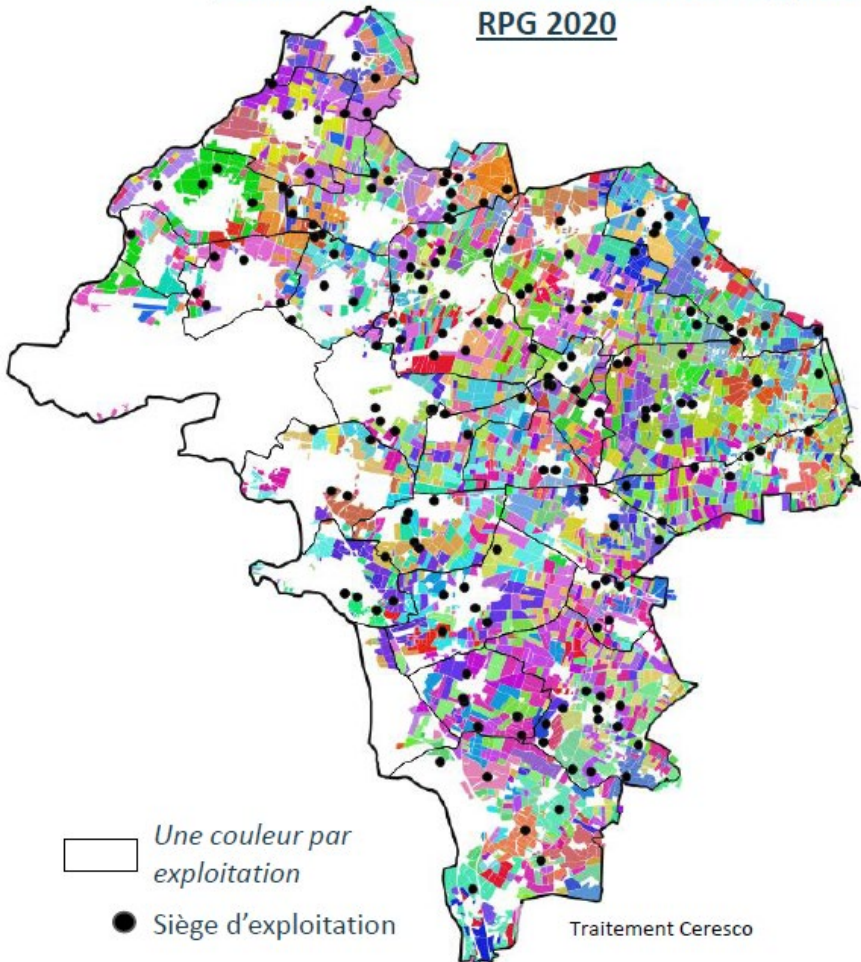 RPG 2020
Une couleur par
exploitation
Siège d'exploitation
Traitement Ceresco